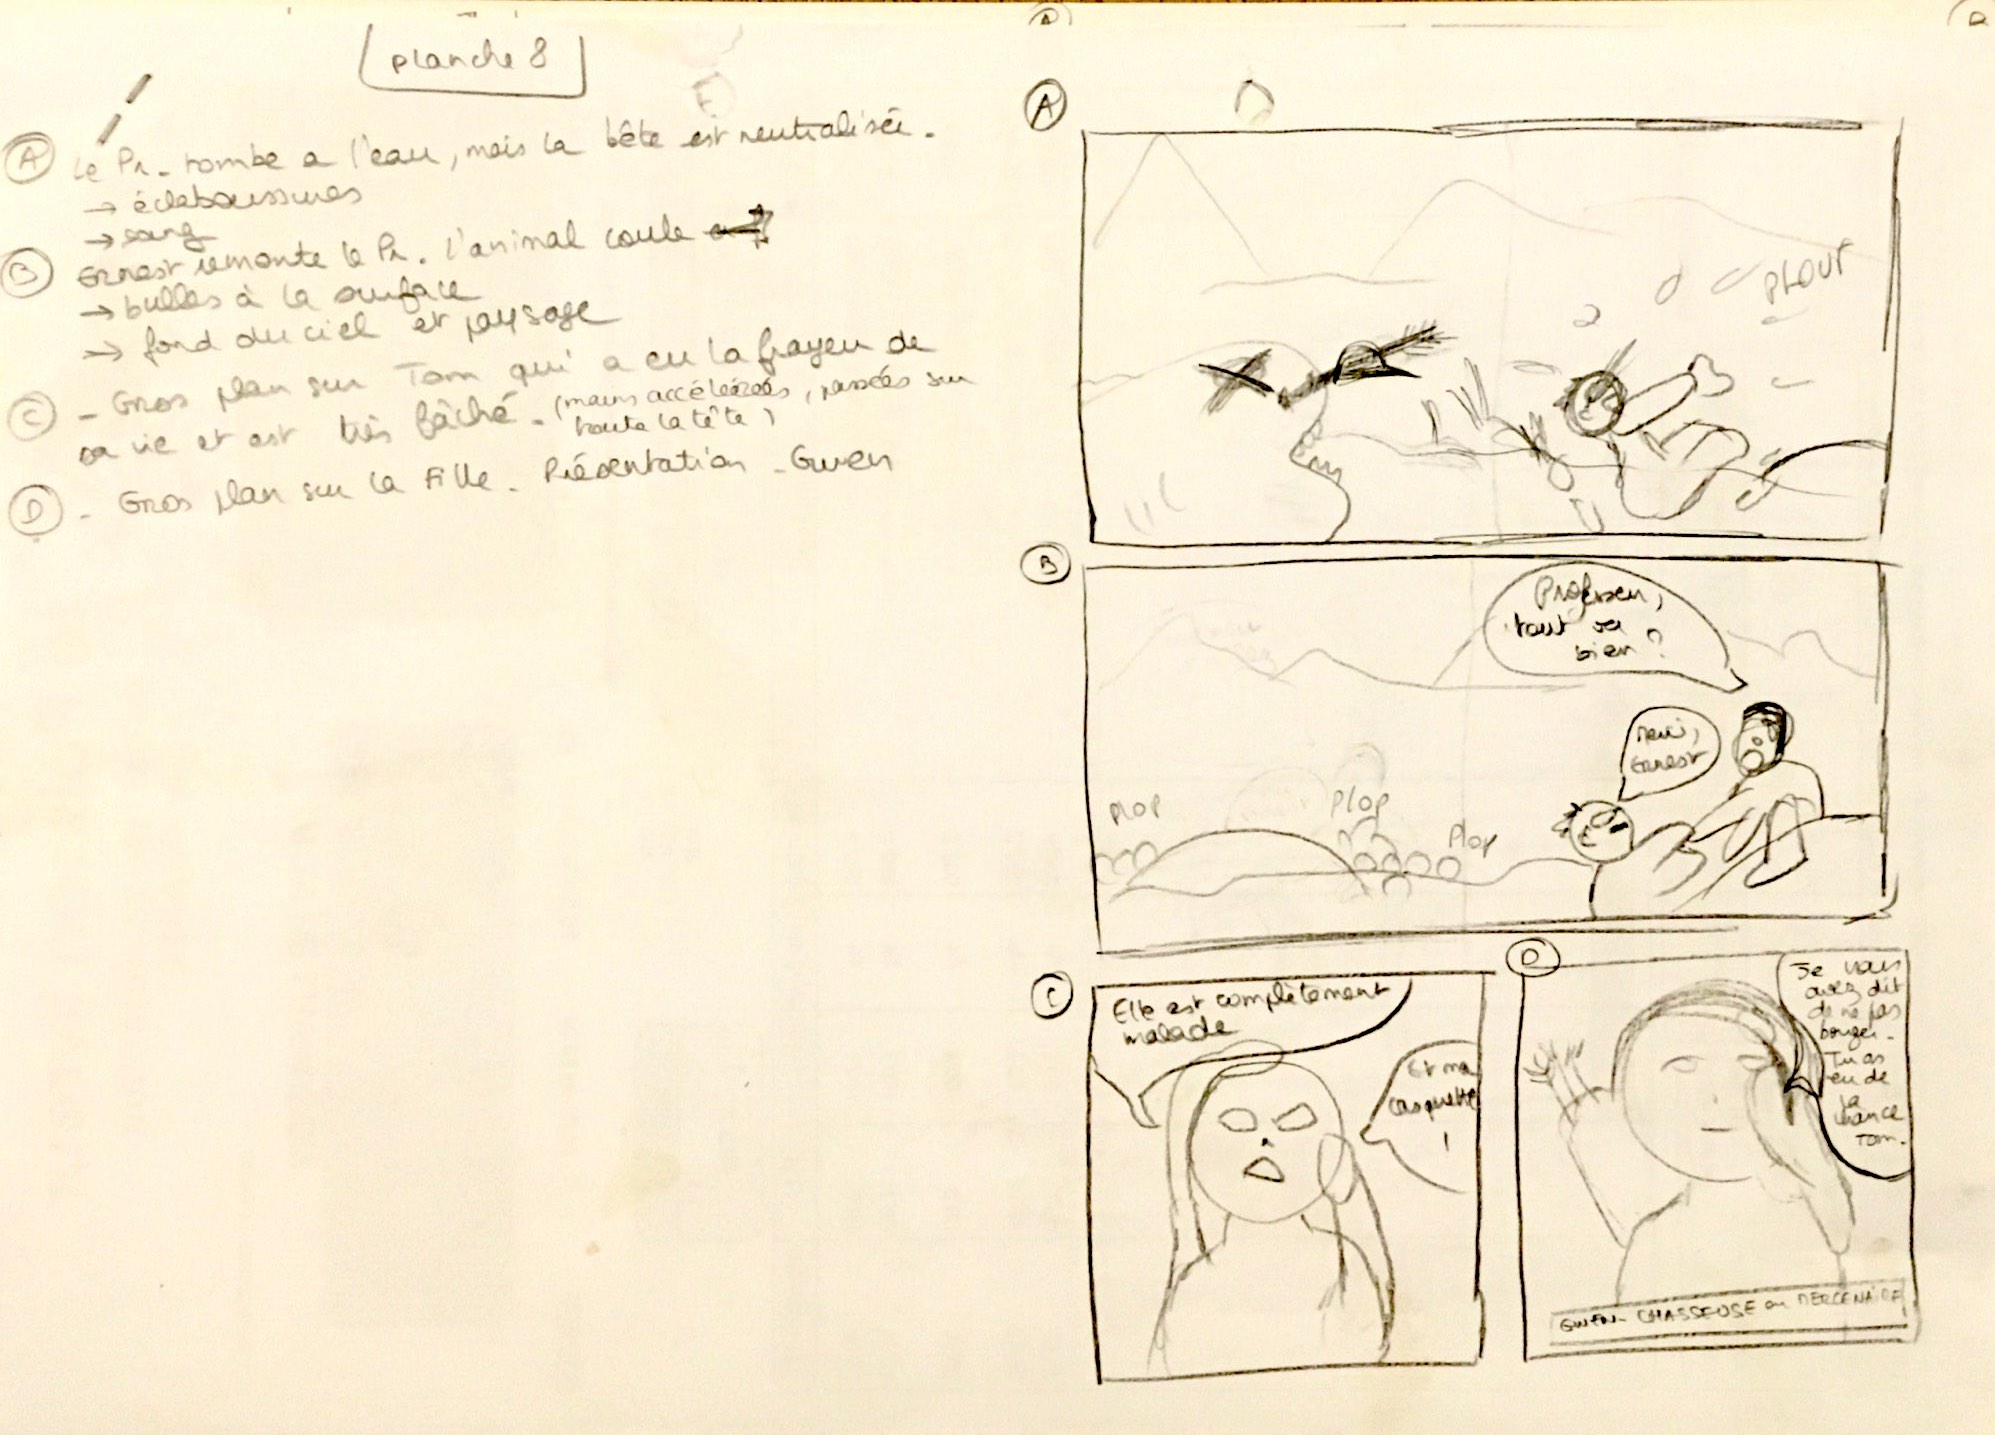 Planche 8
A
Le Pr. tombe a l'eau, mais la bête est neutralisée.
→ éclaboussures
→ sang
B
Ernest remonte le Pr. l'animal coule
→ bulles à la surface
→ fond du ciel et paysage
C
- Gros plan sur Tom qui a eu la frayeur de
sa vie et est très fâché. (mains accélérées, passées sur
toute la tête)
D
- Gros plan sur la Fille. Présentation - Gwen
A
PLOUF
B
Professeur,
tout va
bien ?
Merci,
Ernest
PLOP
PLOP
Plop
C
Elle est complètement
malade
Et ma
casquette
!
D
Je vous
avez dit
de ne pas
bouger.
Tu as
eu de
la
chance
Tom.
GWEN - CHASSEUSE ou MERCENAIRE